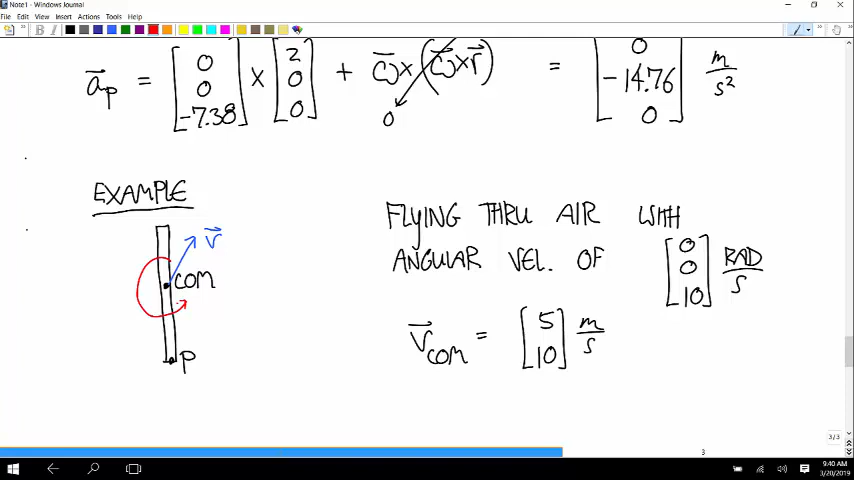 Note1 - Windows Journal
File Edit View Insert Actions Tools Help
B I
a⃗p = [0 0 -7.38] × [2 0 0] + ω̄×(ω̄×r̄) = [0 -14.76 0] m/s²
0
EXAMPLE
v⃗
COM
P
FLYING THRU AIR WITH
ANGULAR VEL. OF [0 0 10] RAD/S
v⃗COM = [5 10] m/s
3/3
3
9:40 AM
3/20/2019